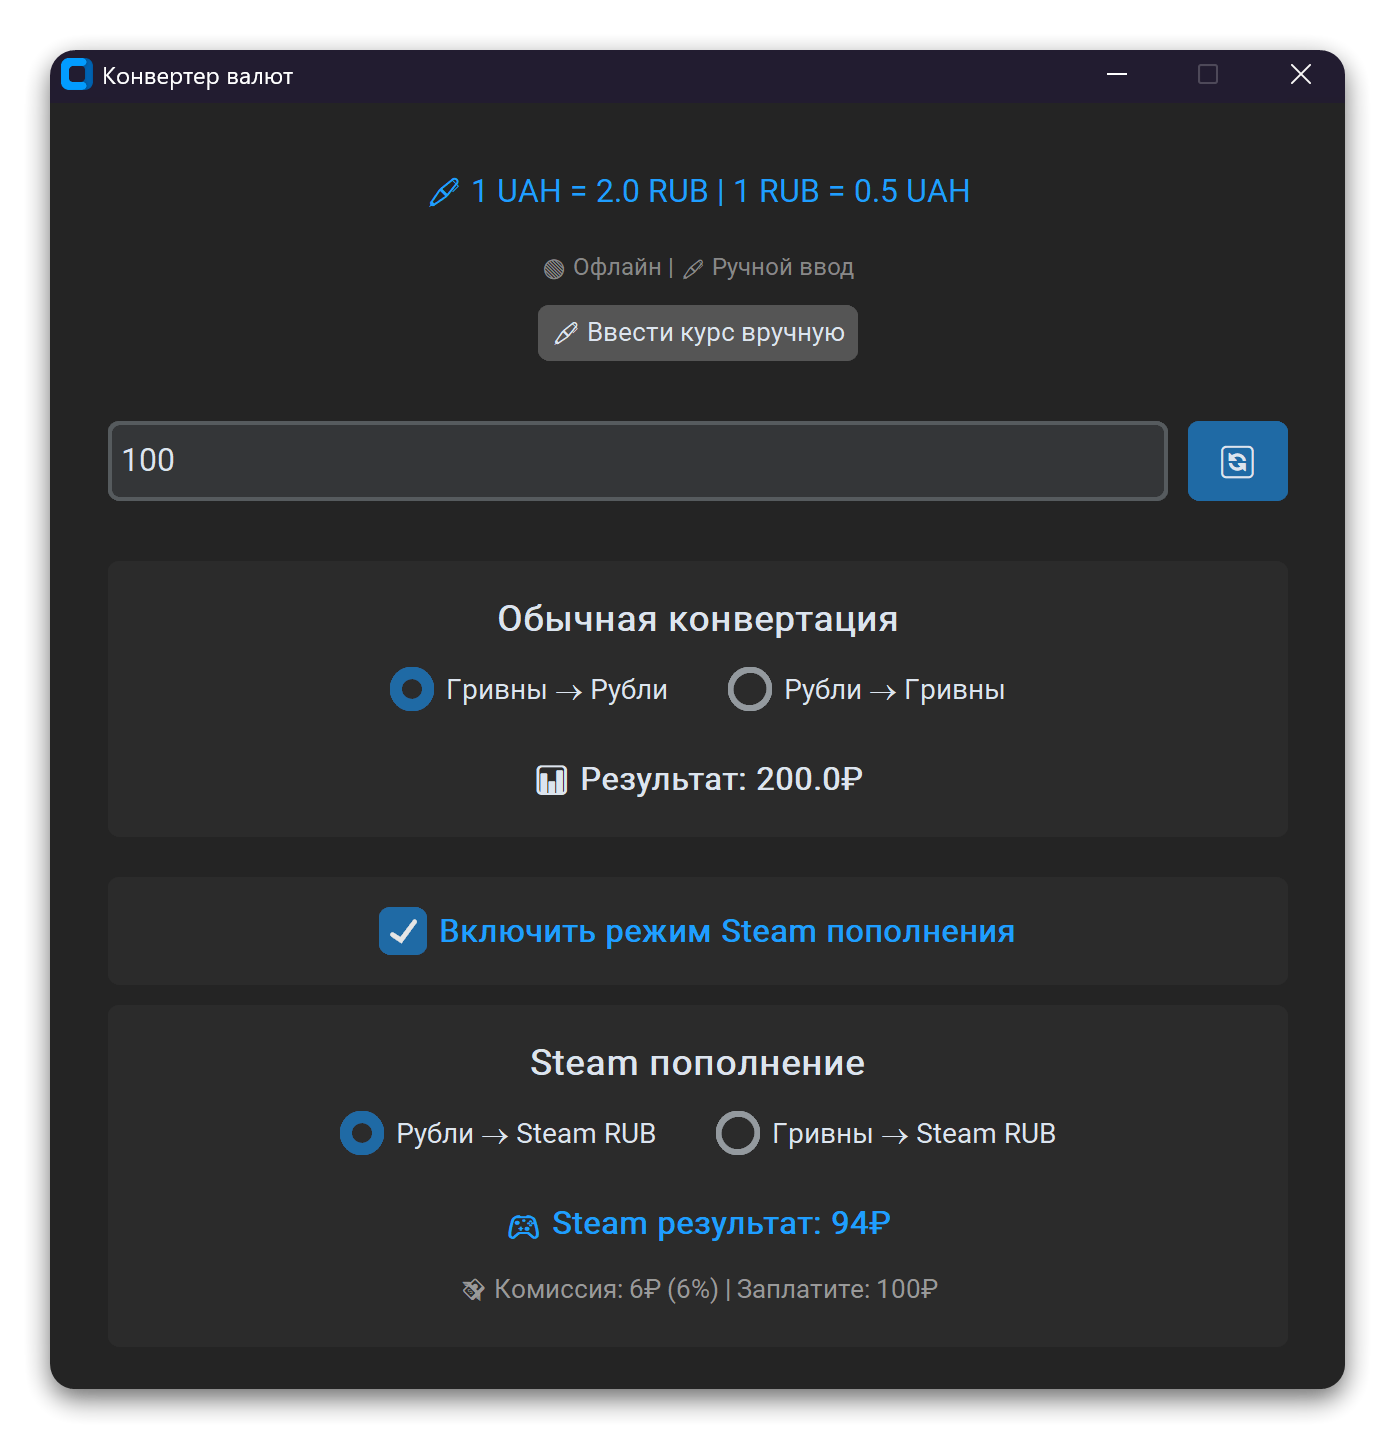 Конвертер валют
1 UAH = 2.0 RUB | 1 RUB = 0.5 UAH
Офлайн | Ручной ввод
Ввести курс вручную
100
Обычная конвертация
Гривны → Рубли Рубли → Гривны
Результат: 200.0₽
Включить режим Steam пополнения
Steam пополнение
Рубли → Steam RUB Гривны → Steam RUB
Steam результат: 94₽
Комиссия: 6₽ (6%) | Заплатите: 100₽